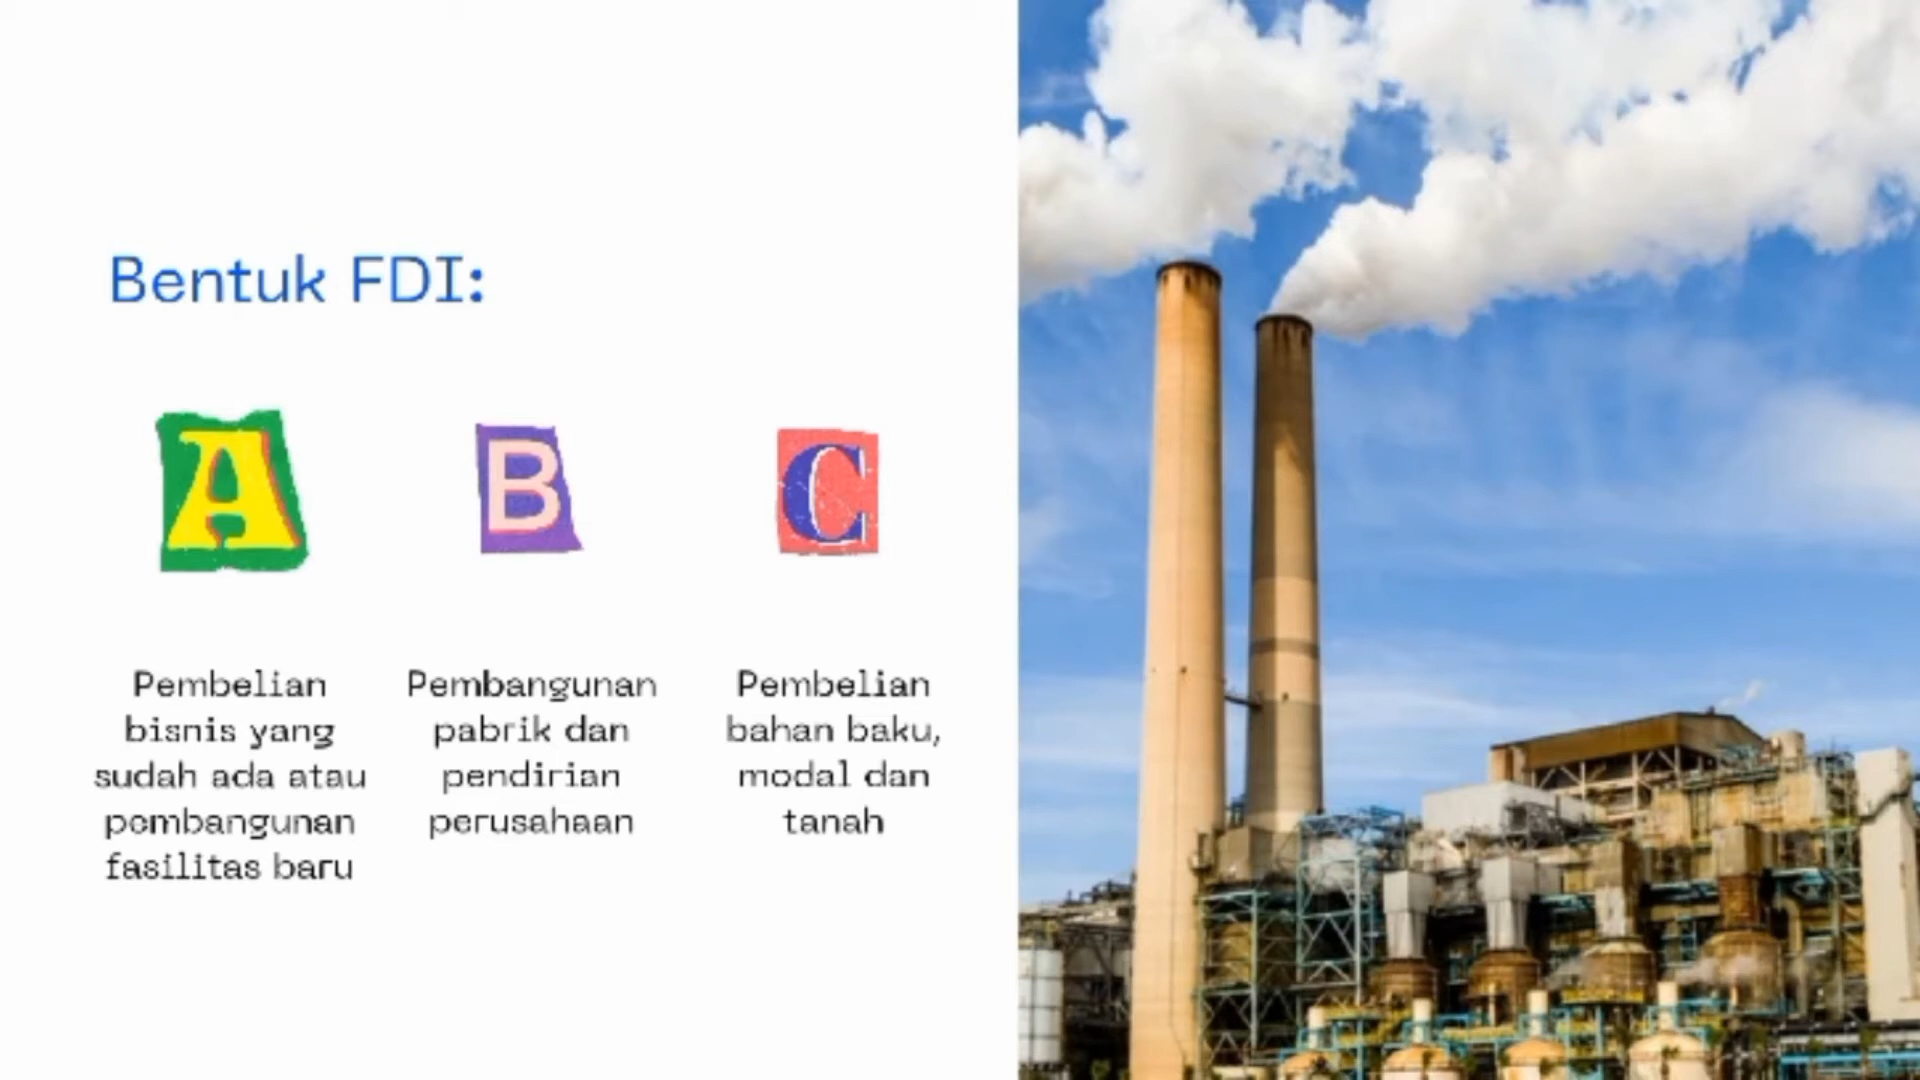 Bentuk FDI:
A
B
C
Pembelian
bisnis yang
sudah ada atau
pembangunan
fasilitas baru
Pembangunan
pabrik dan
pendirian
perusahaan
Pembelian
bahan baku,
modal dan
tanah